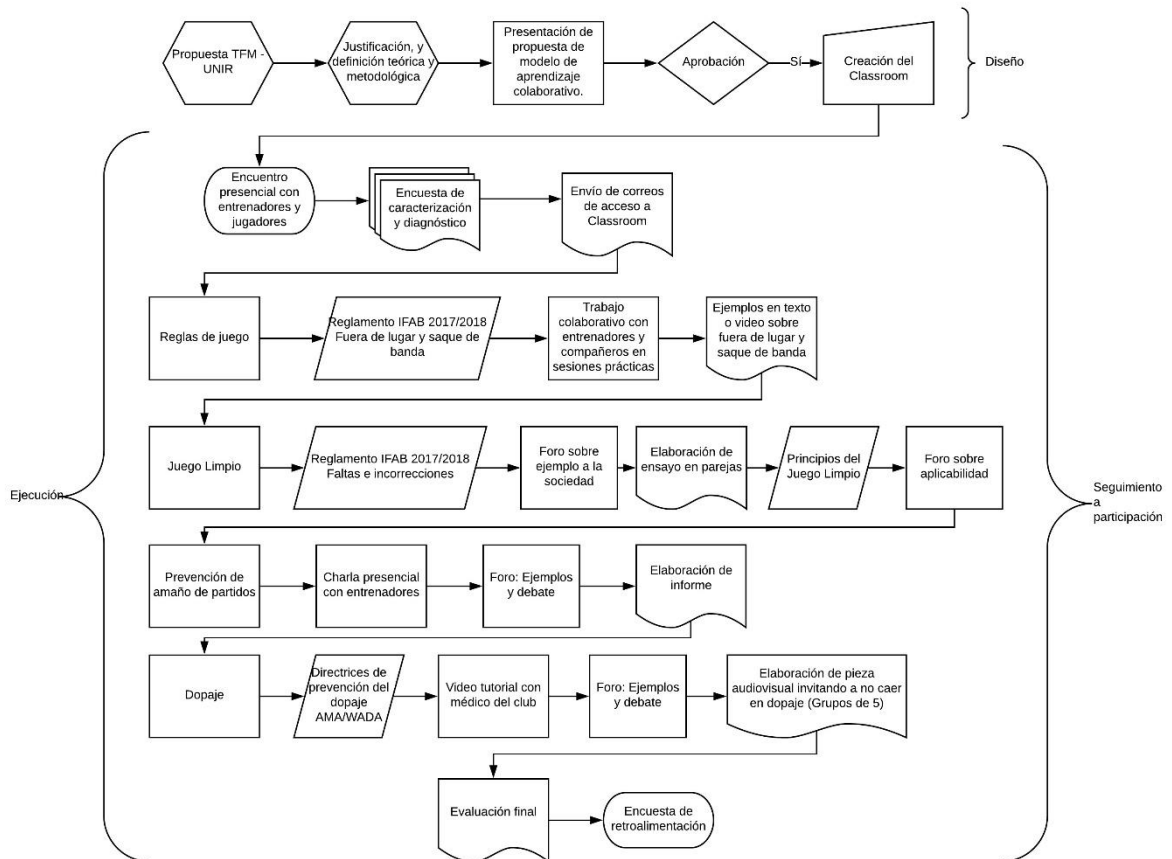 Propuesta TFM -
UNIR
Justificación, y
definición teórica y
metodológica
Presentación de
propuesta de
modelo de
aprendizaje
colaborativo.
Aprobación
Sí
Creación del
Classroom
Diseño
Encuentro
presencial con
entrenadores y
jugadores
Encuesta de
caracterización
y diagnóstico
Envío de correos
de acceso a
Classroom
Reglas de juego
Reglamento IFAB 2017/2018
Fuera de lugar y saque de
banda
Trabajo
colaborativo con
entrenadores y
compañeros en
sesiones prácticas
Ejemplos en texto
o video sobre
fuera de lugar y
saque de banda
Juego Limpio
Reglamento IFAB 2017/2018
Faltas e incorrecciones
Foro sobre
ejemplo a la
sociedad
Elaboración de
ensayo en parejas
Principios del
Juego Limpio
Foro sobre
aplicabilidad
Ejecución
Seguimiento
a
participación
Prevención de
amaño de partidos
Charla presencial
con entrenadores
Foro: Ejemplos
y debate
Elaboración de
informe
Dopaje
Directrices de
prevención del
dopaje
AMA/WADA
Video tutorial con
médico del club
Foro: Ejemplos
y debate
Elaboración de pieza
audiovisual invitando a no caer
en dopaje (Grupos de 5)
Evaluación final
Encuesta de
retroalimentación